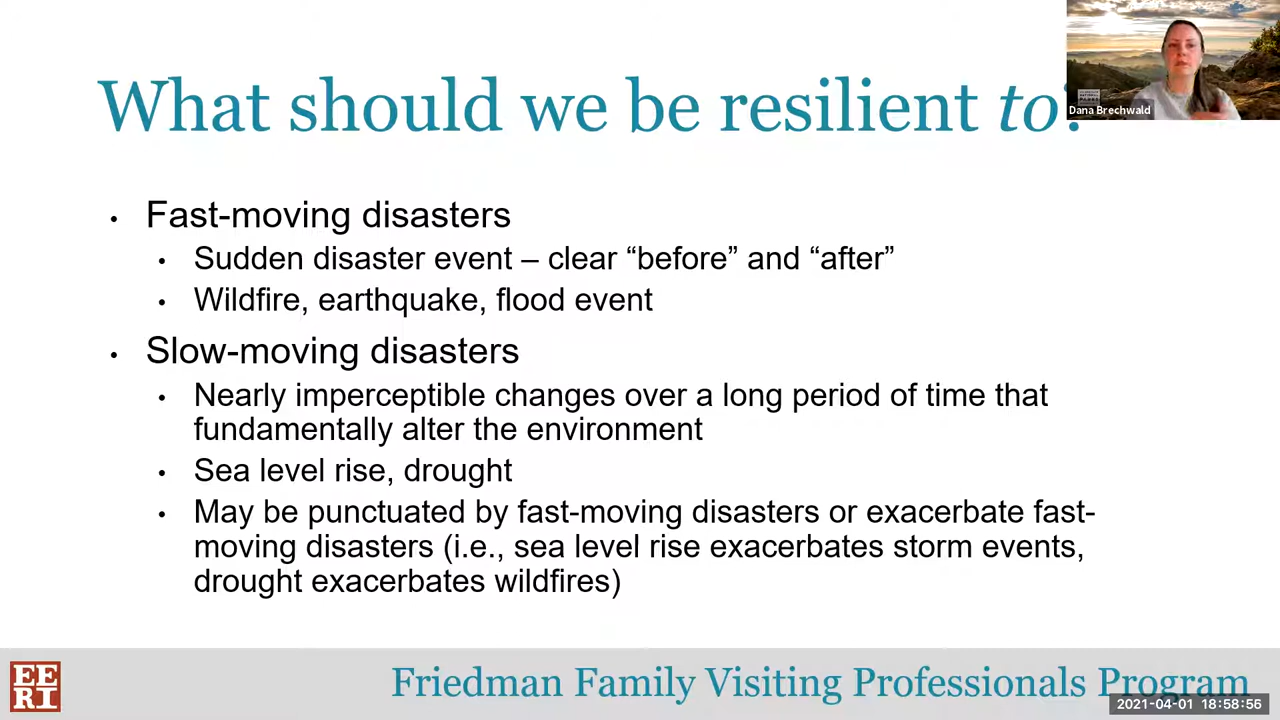 What should we be resilient to?
Dana Brechwald
• Fast-moving disasters
• Sudden disaster event – clear “before” and “after”
• Wildfire, earthquake, flood event
• Slow-moving disasters
• Nearly imperceptible changes over a long period of time that
fundamentally alter the environment
• Sea level rise, drought
• May be punctuated by fast-moving disasters or exacerbate fast-
moving disasters (i.e., sea level rise exacerbates storm events,
drought exacerbates wildfires)
EE
RI
Friedman Family Visiting Professionals Program
2021-04-01 18:58:56